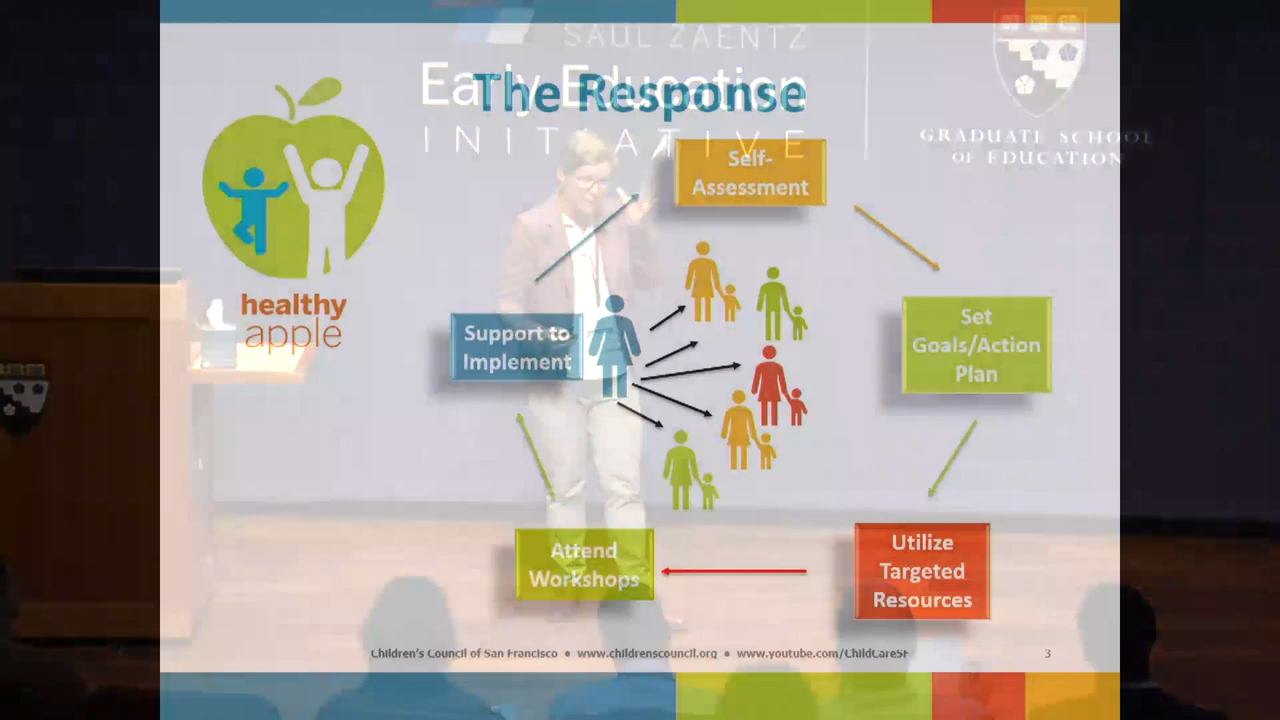 SAUL ZAENTZ
Early Education
INITIATIVE
GRADUATE SCHOOL
OF EDUCATION
The Response
healthy
apple
Self-
Assessment
Set
Goals/Action
Plan
Utilize
Targeted
Resources
Attend
Workshops
Support to
Implement
Children's Council of San Francisco • www.childrenscouncil.org • www.youtube.com/ChildCareSF
3